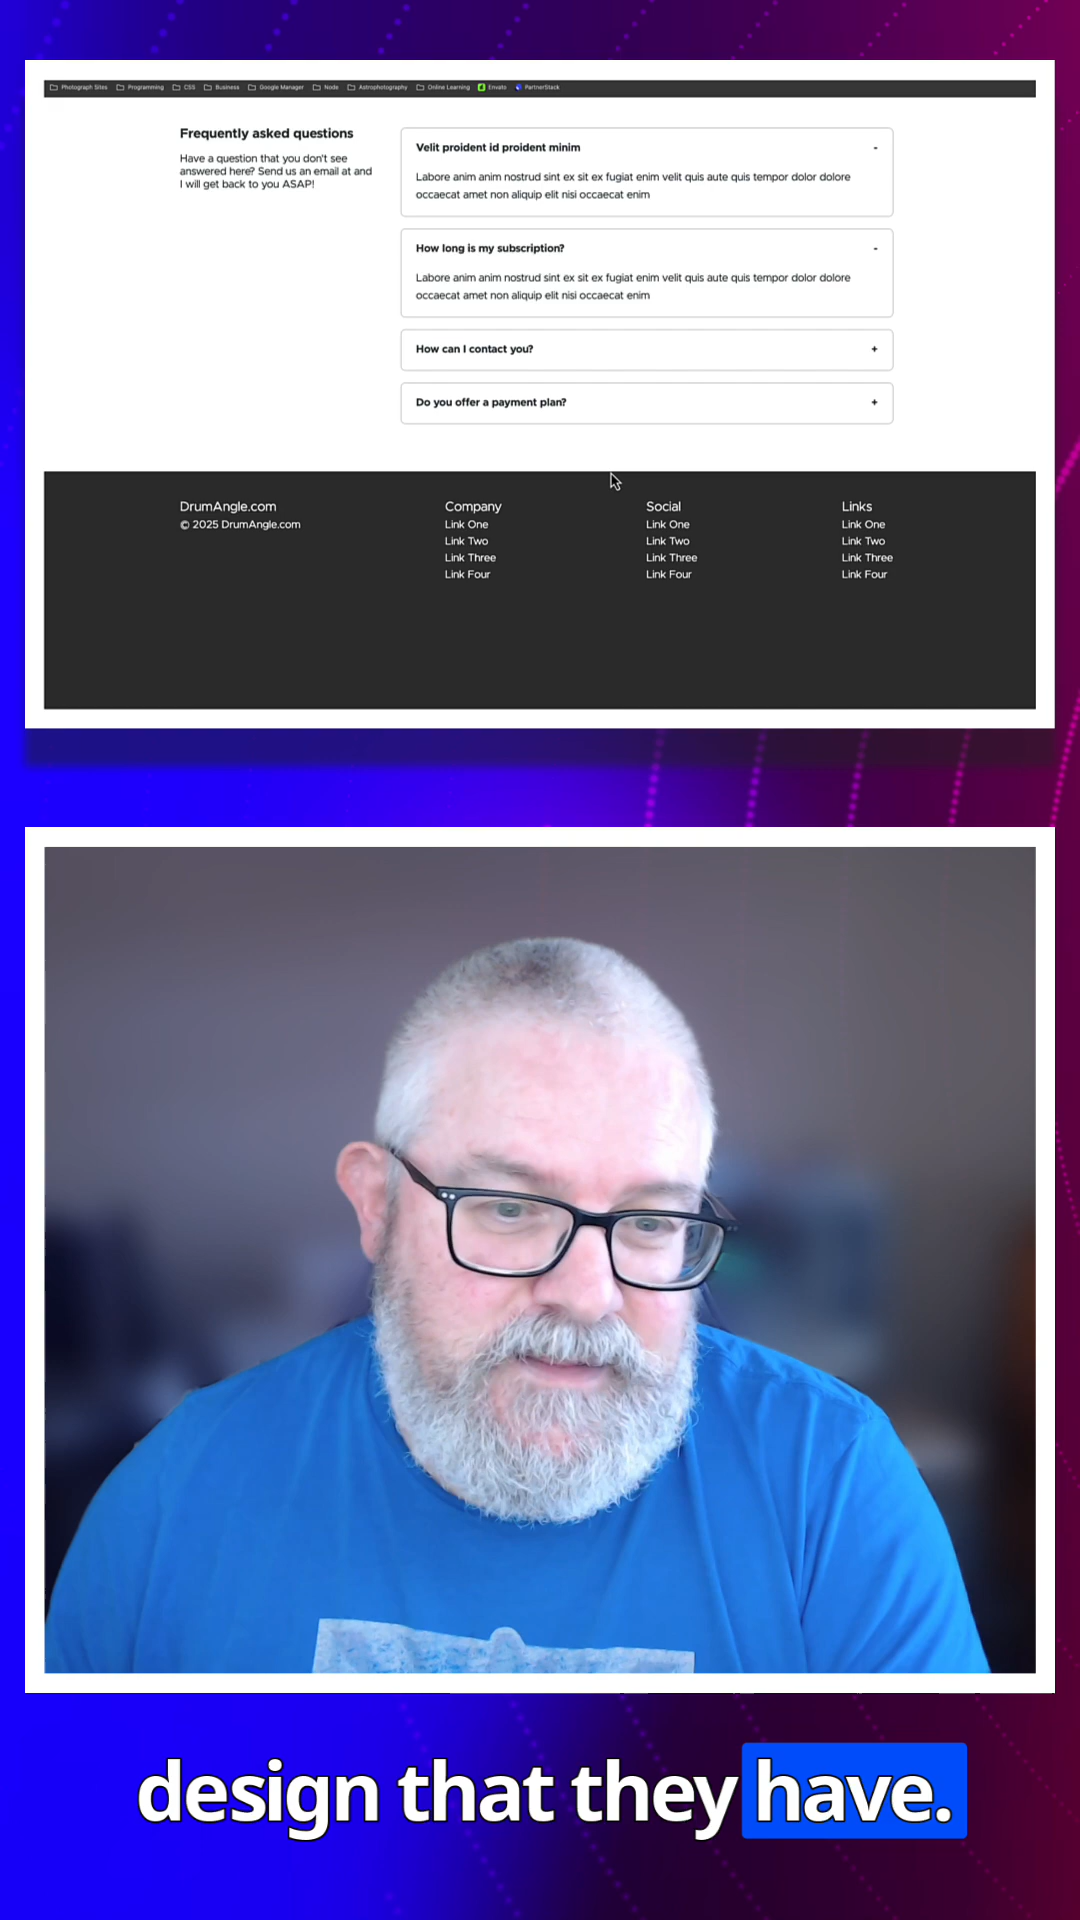 Photograph Sites Programming CSS Business Google Manager Node Astrophotography Online Learning Envato PartnerStack
Frequently asked questions
Have a question that you don't see
answered here? Send us an email at and
I will get back to you ASAP!
Velit proident id proident minim -
Labore anim anim nostrud sint ex sit ex fugiat enim velit quis aute quis tempor dolor dolore
occaecat amet non aliquip elit nisi occaecat enim
How long is my subscription? -
Labore anim anim nostrud sint ex sit ex fugiat enim velit quis aute quis tempor dolor dolore
occaecat amet non aliquip elit nisi occaecat enim
How can I contact you? +
Do you offer a payment plan? +
DrumAngle.com
© 2025 DrumAngle.com
Company
Link One
Link Two
Link Three
Link Four
Social
Link One
Link Two
Link Three
Link Four
Links
Link One
Link Two
Link Three
Link Four
design that they have.